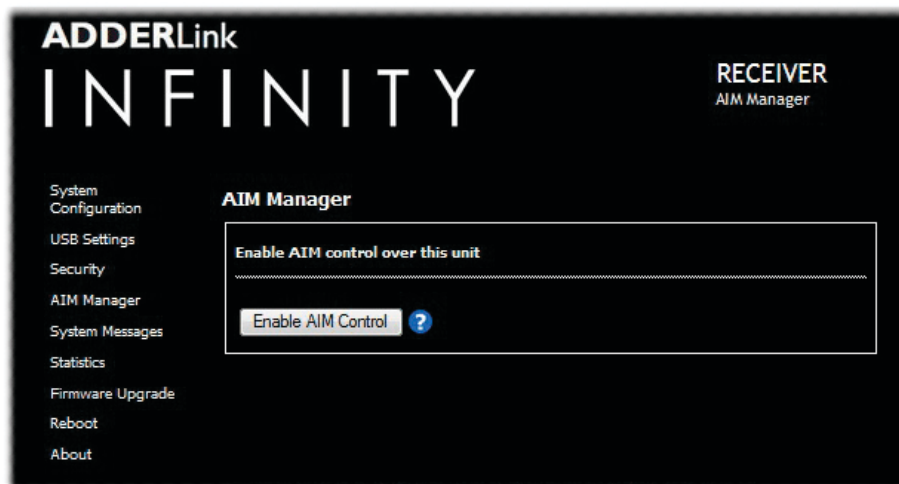 ADDERLink
INFINITY
RECEIVER
AIM Manager
System
Configuration
USB Settings
Security
AIM Manager
System Messages
Statistics
Firmware Upgrade
Reboot
About
AIM Manager
Enable AIM control over this unit
Enable AIM Control ?